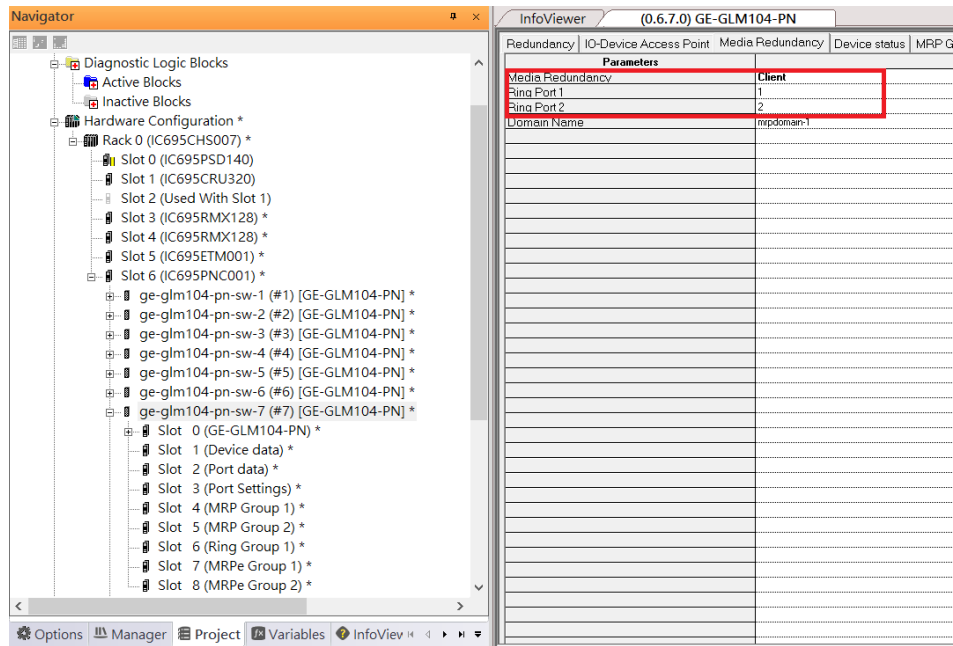 Navigator
Diagnostic Logic Blocks
Active Blocks
Inactive Blocks
Hardware Configuration *
Rack 0 (IC695CHS007) *
Slot 0 (IC695PSD140)
Slot 1 (IC695CRU320)
Slot 2 (Used With Slot 1)
Slot 3 (IC695RMX128) *
Slot 4 (IC695RMX128) *
Slot 5 (IC695ETM001) *
Slot 6 (IC695PNC001) *
ge-glm104-pn-sw-1 (#1) [GE-GLM104-PN] *
ge-glm104-pn-sw-2 (#2) [GE-GLM104-PN] *
ge-glm104-pn-sw-3 (#3) [GE-GLM104-PN] *
ge-glm104-pn-sw-4 (#4) [GE-GLM104-PN] *
ge-glm104-pn-sw-5 (#5) [GE-GLM104-PN] *
ge-glm104-pn-sw-6 (#6) [GE-GLM104-PN] *
ge-glm104-pn-sw-7 (#7) [GE-GLM104-PN] *
Slot 0 (GE-GLM104-PN) *
Slot 1 (Device data) *
Slot 2 (Port data) *
Slot 3 (Port Settings) *
Slot 4 (MRP Group 1) *
Slot 5 (MRP Group 2) *
Slot 6 (Ring Group 1) *
Slot 7 (MRPe Group 1) *
Slot 8 (MRPe Group 2) *
Options Manager Project Variables InfoView
InfoViewer (0.6.7.0) GE-GLM104-PN
Redundancy IO-Device Access Point Media Redundancy Device status MRP G
Parameters
Media Redundancy Client
Ring Port 1 1
Ring Port 2 2
Domain Name mrpdomain-1